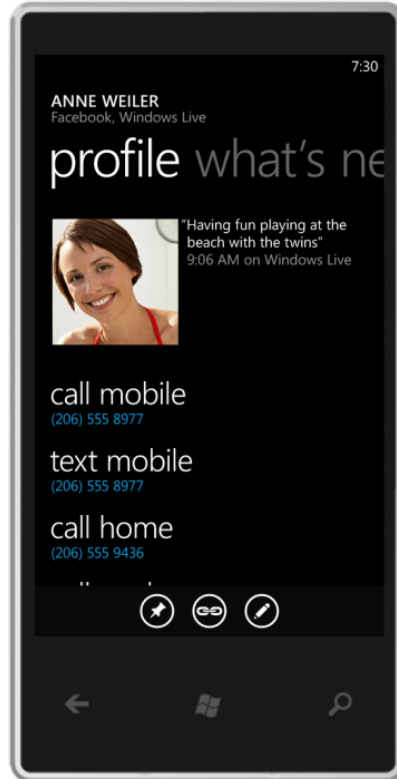 7:30
ANNE WEILER
Facebook, Windows Live
profile what's ne
"Having fun playing at the
beach with the twins"
9:06 AM on Windows Live
call mobile
(206) 555 8977
text mobile
(206) 555 8977
call home
(206) 555 9436